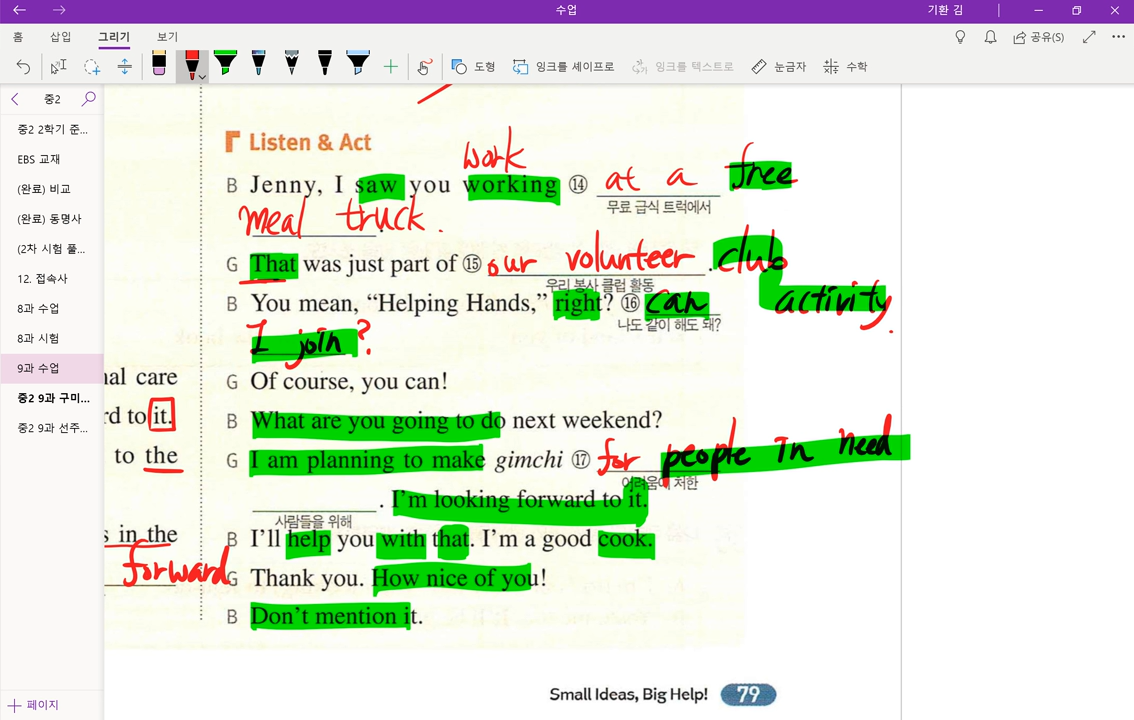 수업
기환 김
홈 삽입 그리기 보기
공유(S)
도형 잉크를 셰이프로 잉크를 텍스트로 눈금자 수학
중2
중2 2학기 준...
EBS 교재
(완료) 비교
(완료) 동명사
(2차 시험 풀...
12. 접속사
8과 수업
8과 시험
9과 수업
중2 9과 구미...
중2 9과 선주...
페이지
nal care
rd to it.
to the
s in the
forward
Listen & Act
work
B Jenny, I saw you working ⑭ at a free
무료 급식 트럭에서
meal truck.
G That was just part of ⑮ our volunteer . club
우리 봉사 클럽 활동
activity.
B You mean, “Helping Hands,” right? ⑯ can
나도 같이 해도 돼?
I join?
G Of course, you can!
B What are you going to do next weekend?
G I am planning to make gimchi ⑰ for people in need
어려움에 처한
. I’m looking forward to it.
사람들을 위해
B I’ll help you with that. I’m a good cook.
G Thank you. How nice of you!
B Don’t mention it.
Small Ideas, Big Help! 79